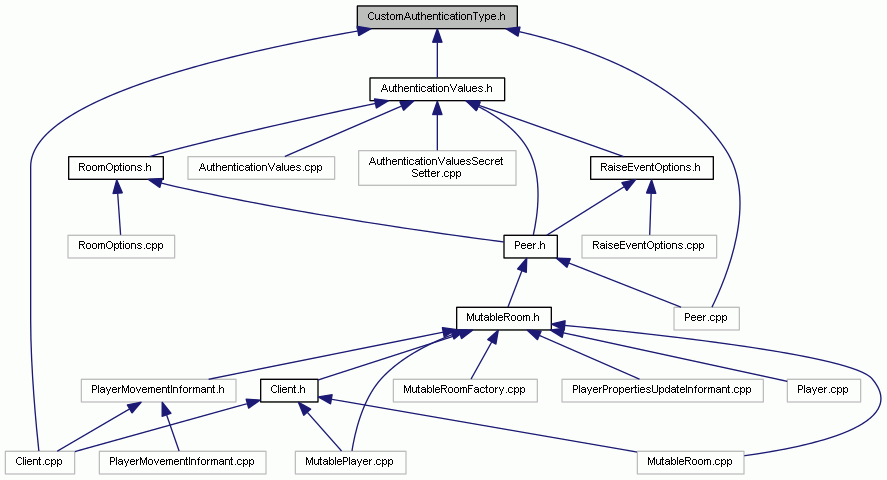 CustomAuthenticationType.h
AuthenticationValues.h
RoomOptions.h
AuthenticationValues.cpp
AuthenticationValuesSecret
Setter.cpp
RaiseEventOptions.h
RoomOptions.cpp
Peer.h
RaiseEventOptions.cpp
MutableRoom.h
Peer.cpp
PlayerMovementInformant.h
Client.h
MutableRoomFactory.cpp
PlayerPropertiesUpdateInformant.cpp
Player.cpp
Client.cpp
PlayerMovementInformant.cpp
MutablePlayer.cpp
MutableRoom.cpp